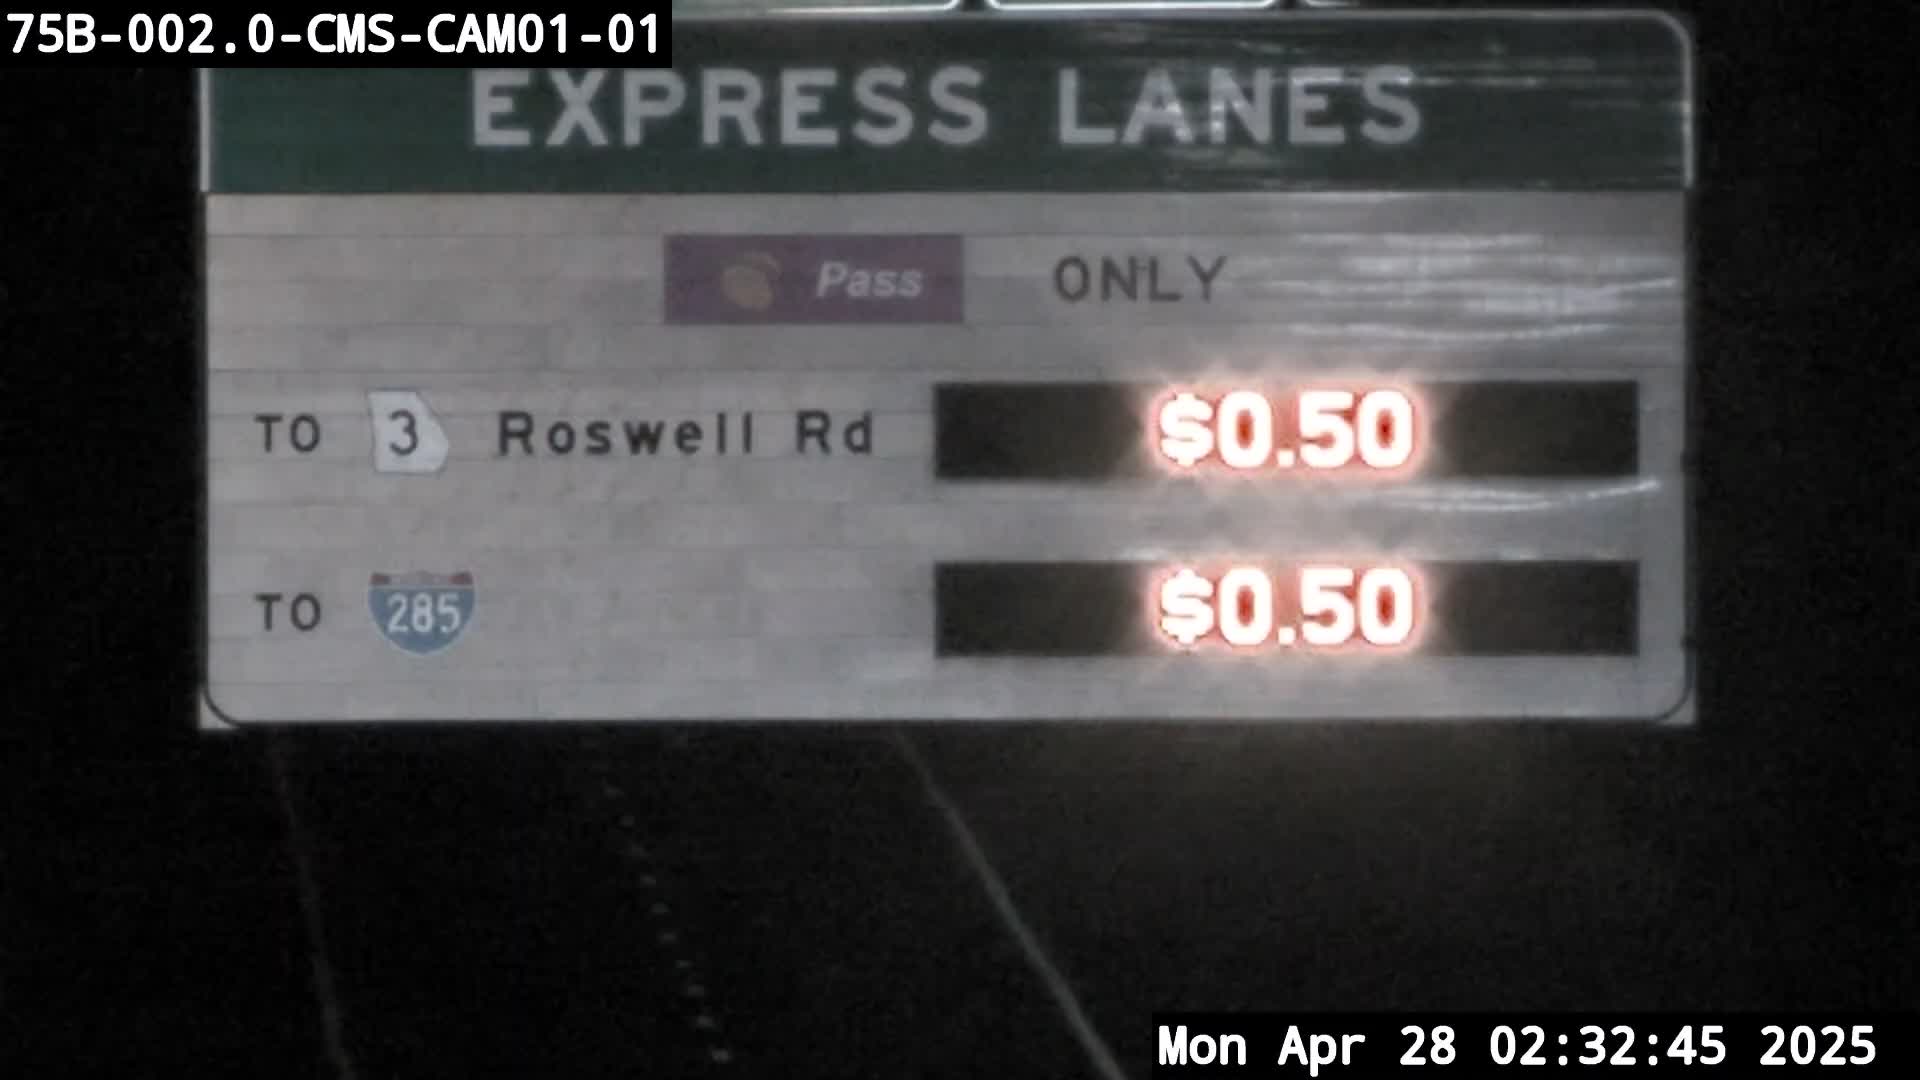 75B-002.0-CMS-CAM01-01
EXPRESS LANES
Pass ONLY
TO 3 Roswell Rd $0.50
TO 285 $0.50
Mon Apr 28 02:32:45 2025